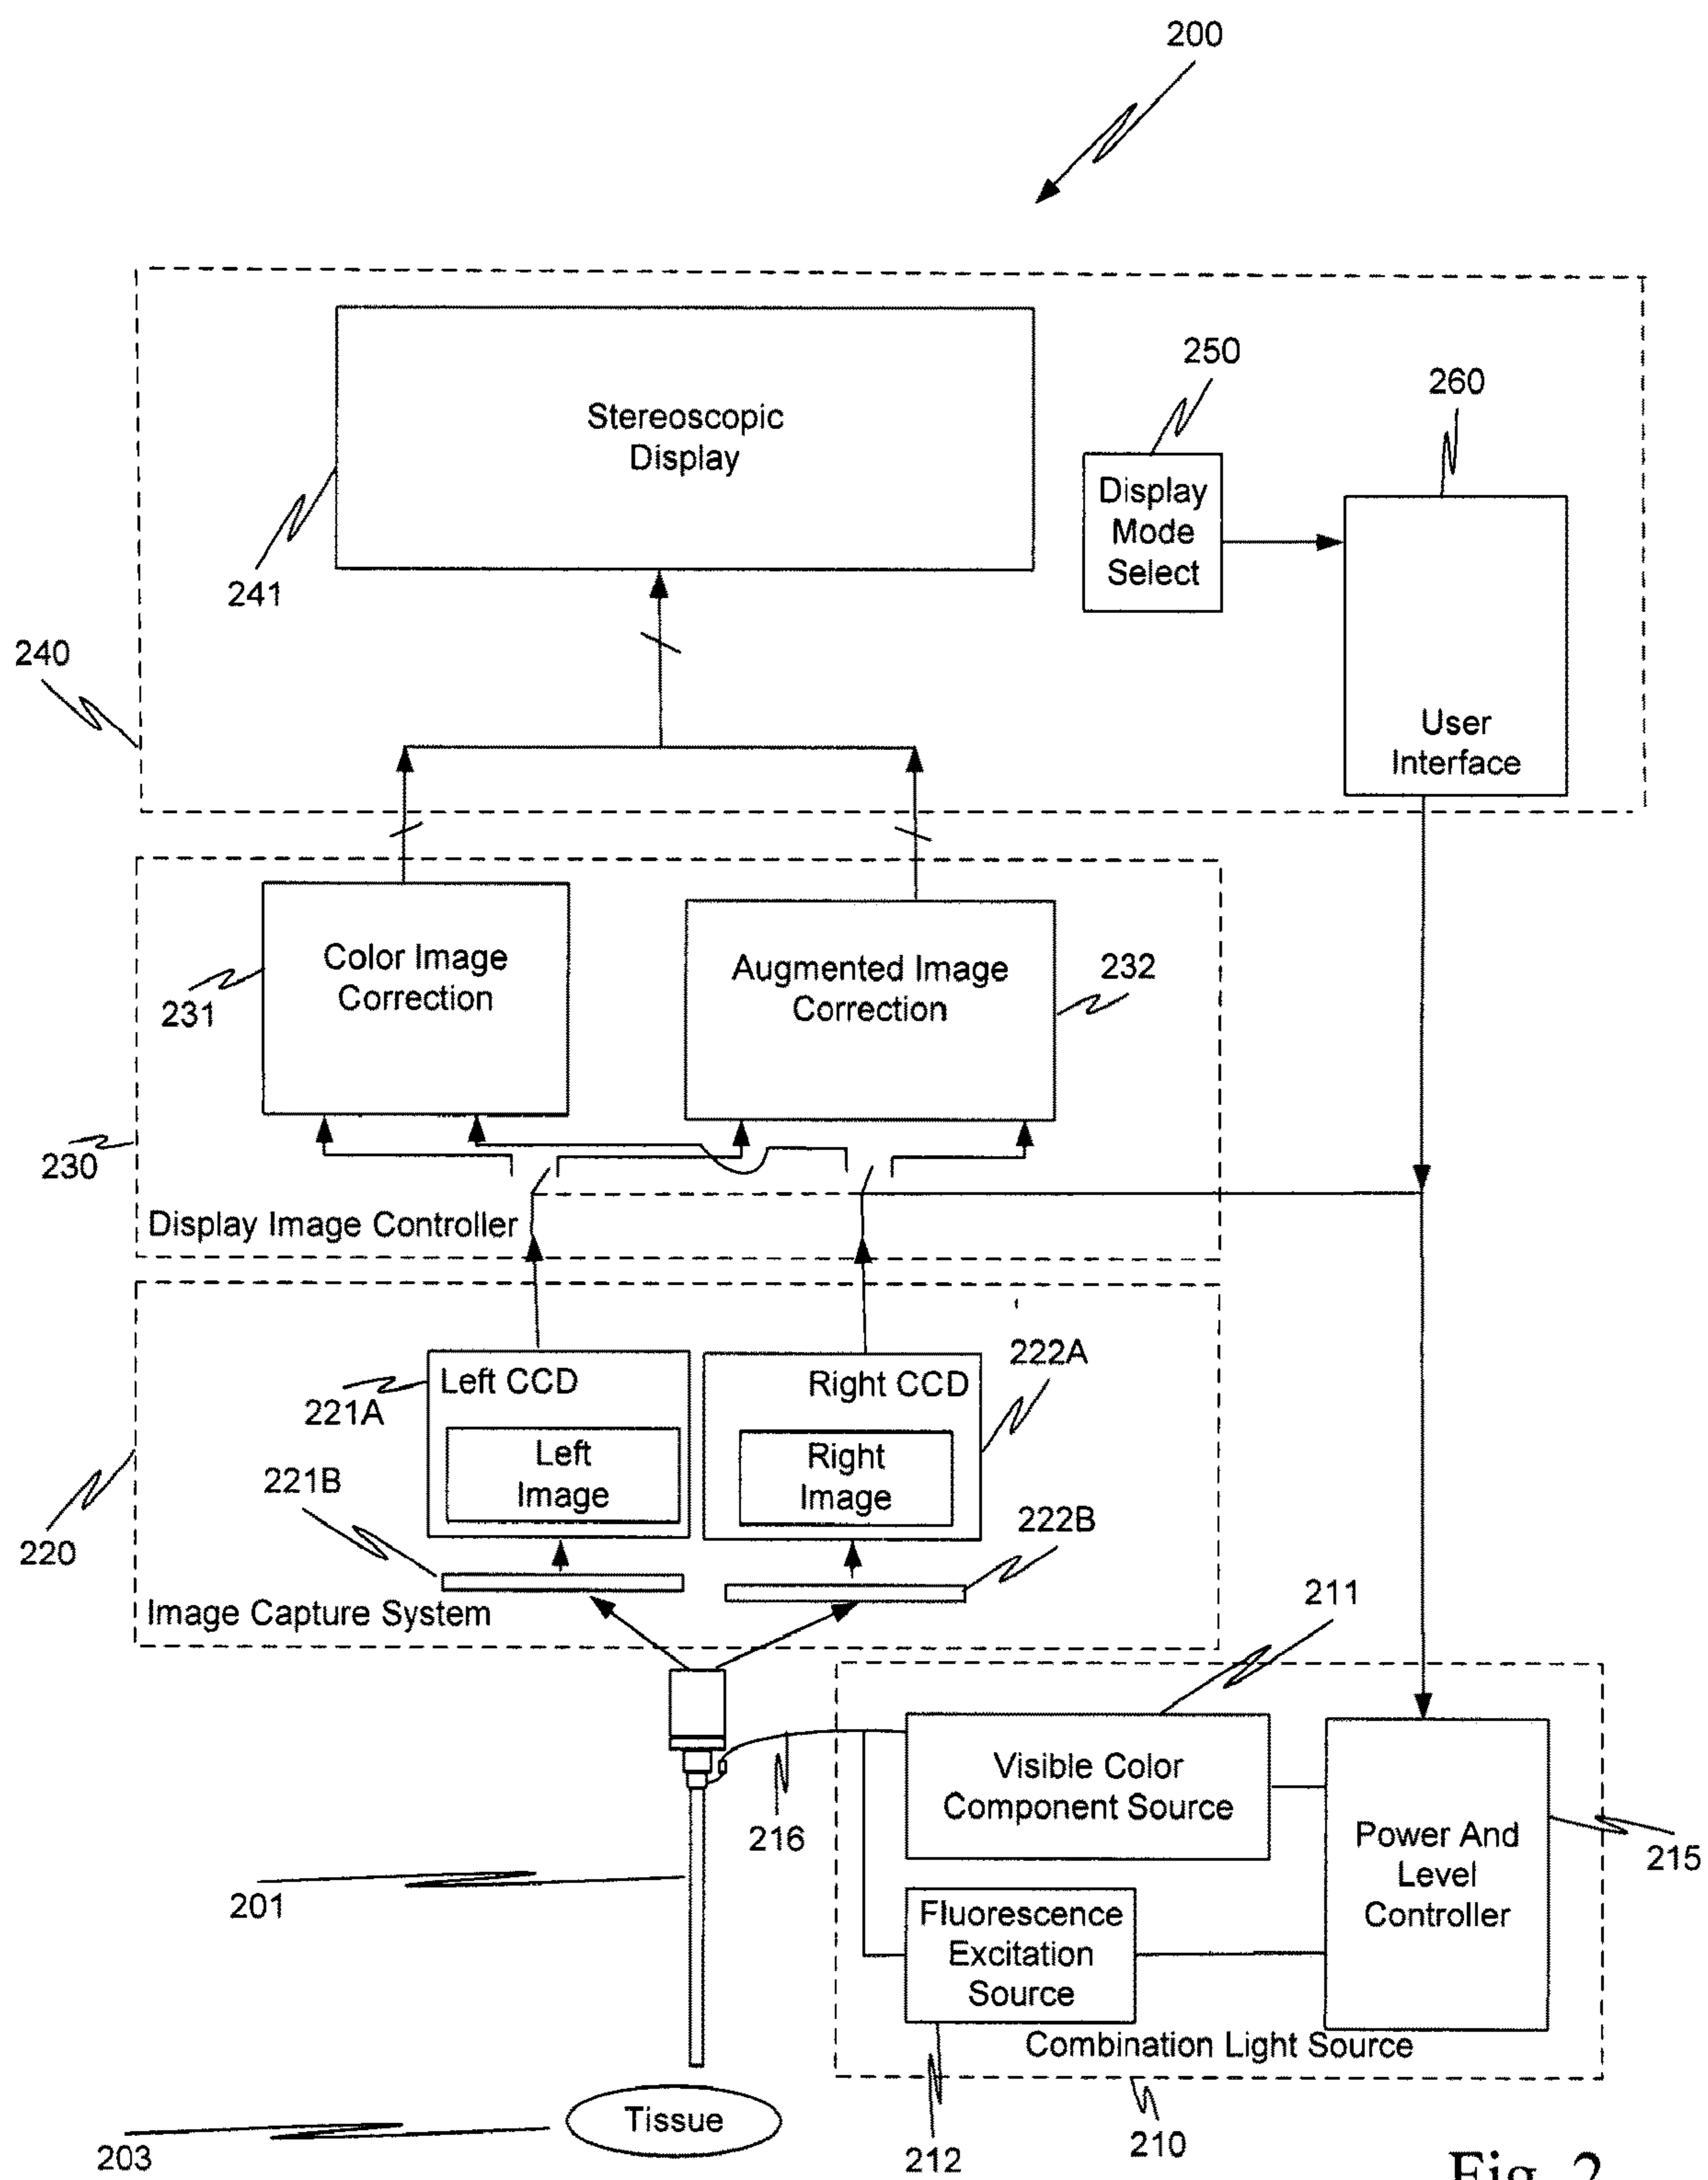 200
Stereoscopic
Display
241
250
Display
Mode
Select
260
User
Interface
240
Color Image
Correction
231
Augmented Image
Correction
232
230
Display Image Controller
Left CCD
221A
Left
Image
Right CCD
222A
Right
Image
221B
222B
220
Image Capture System
211
Visible Color
Component Source
216
Power And
Level
Controller
215
201
Fluorescence
Excitation
Source
Combination Light Source
Tissue
203
212
210
Fig. 2